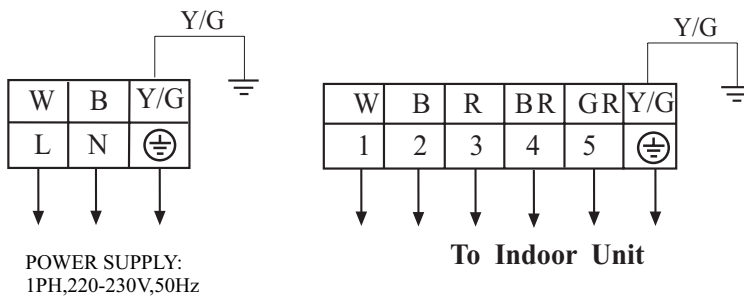 Y/G
W B Y/G
L N
POWER SUPPLY:
1PH,220-230V,50Hz
Y/G
W B R BR GR Y/G
1 2 3 4 5
To Indoor Unit